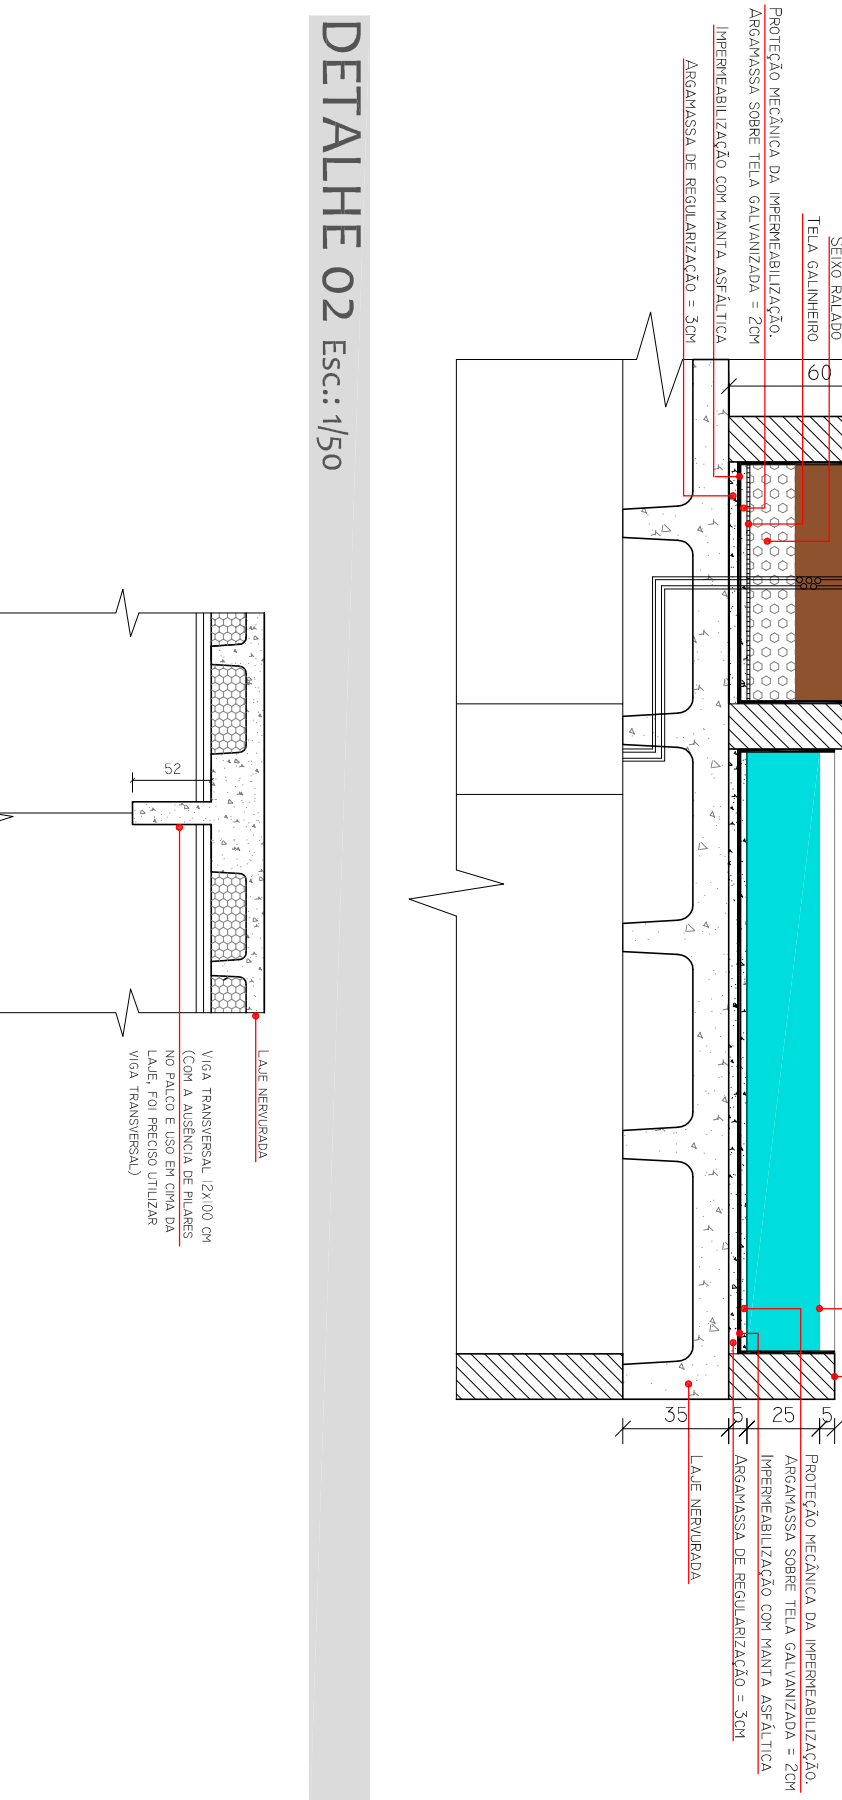 SEIXO RALADO
TELA GALINHEIRO
PROTEÇÃO MECÂNICA DA IMPERMEABILIZAÇÃO.
ARGAMASSA SOBRE TELA GALVANIZADA = 2CM
IMPERMEABILIZAÇÃO COM MANTA ASFÁLTICA
ARGAMASSA DE REGULARIZAÇÃO = 3CM
60
35
5
25
5
PROTEÇÃO MECÂNICA DA IMPERMEABILIZAÇÃO.
ARGAMASSA SOBRE TELA GALVANIZADA = 2CM
IMPERMEABILIZAÇÃO COM MANTA ASFÁLTICA
ARGAMASSA DE REGULARIZAÇÃO = 3CM
LAJE NERVURADA
DETALHE 02 Esc.: 1/50
52
LAJE NERVURADA
VIGA TRANSVERSAL 12X100 CM
(COM A AUSÊNCIA DE PILARES
NO PALCO E USO EM CIMA DA
LAJE, FOI PRECISO UTILIZAR
VIGA TRANSVERSAL)